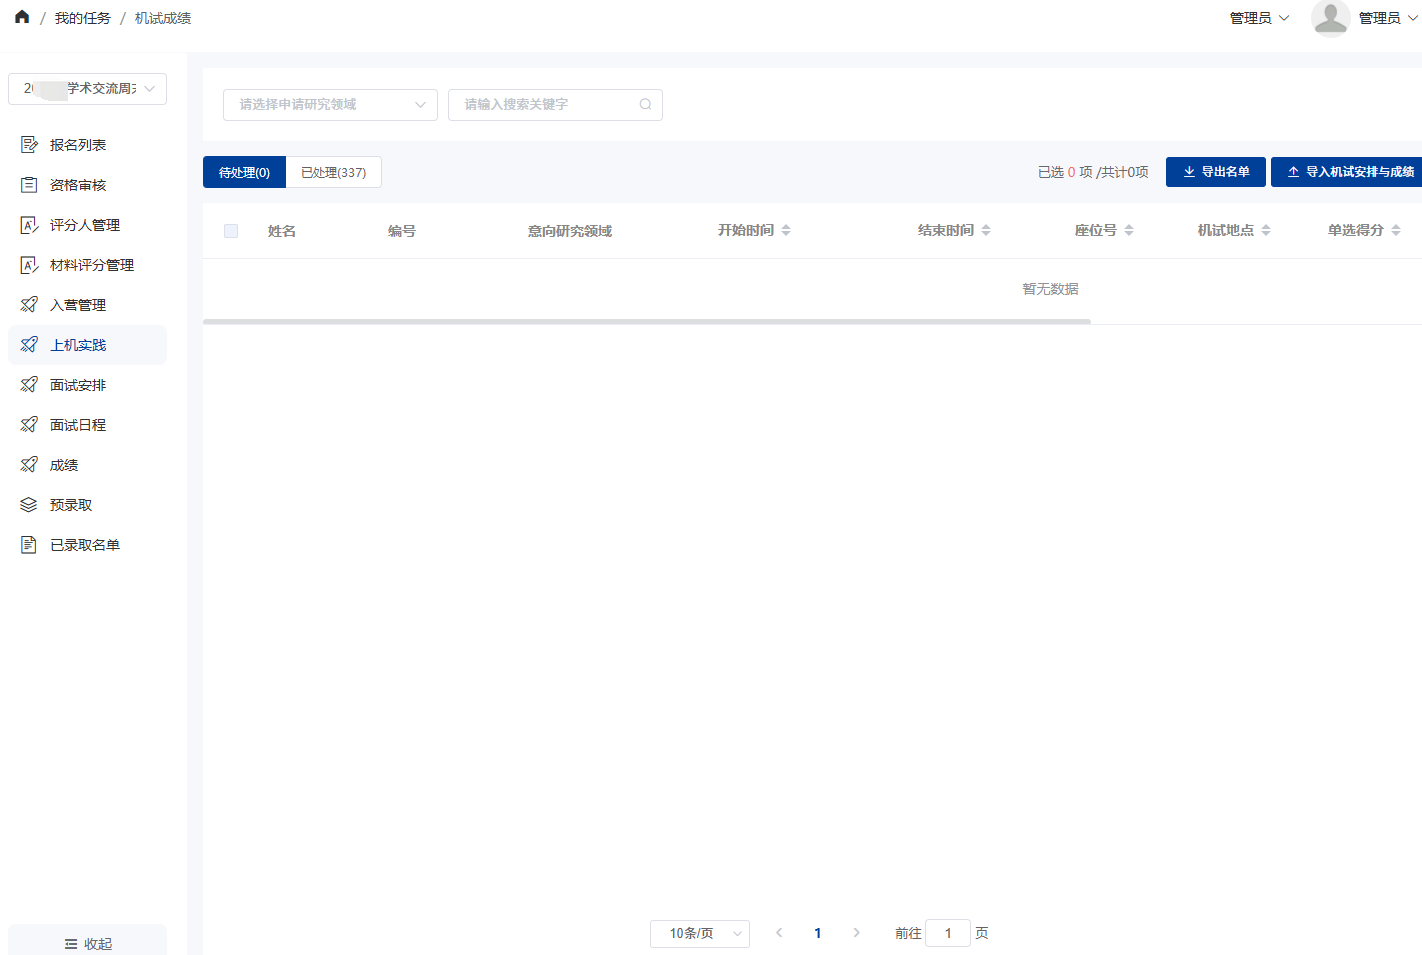 / 我的任务 / 机试成绩
管理员
管理员
学术交流周末
请选择申请研究领域
请输入搜索关键字
报名列表
资格审核
评分人管理
材料评分管理
入营管理
上机实践
面试安排
面试日程
成绩
预录取
已录取名单
收起
待处理(0) 已处理(337)
已选 0 项 /共计0项
导出名单
导入机试安排与成绩
姓名 编号 意向研究领域 开始时间 结束时间 座位号 机试地点 单选得分
暂无数据
10条/页 1 前往 1 页